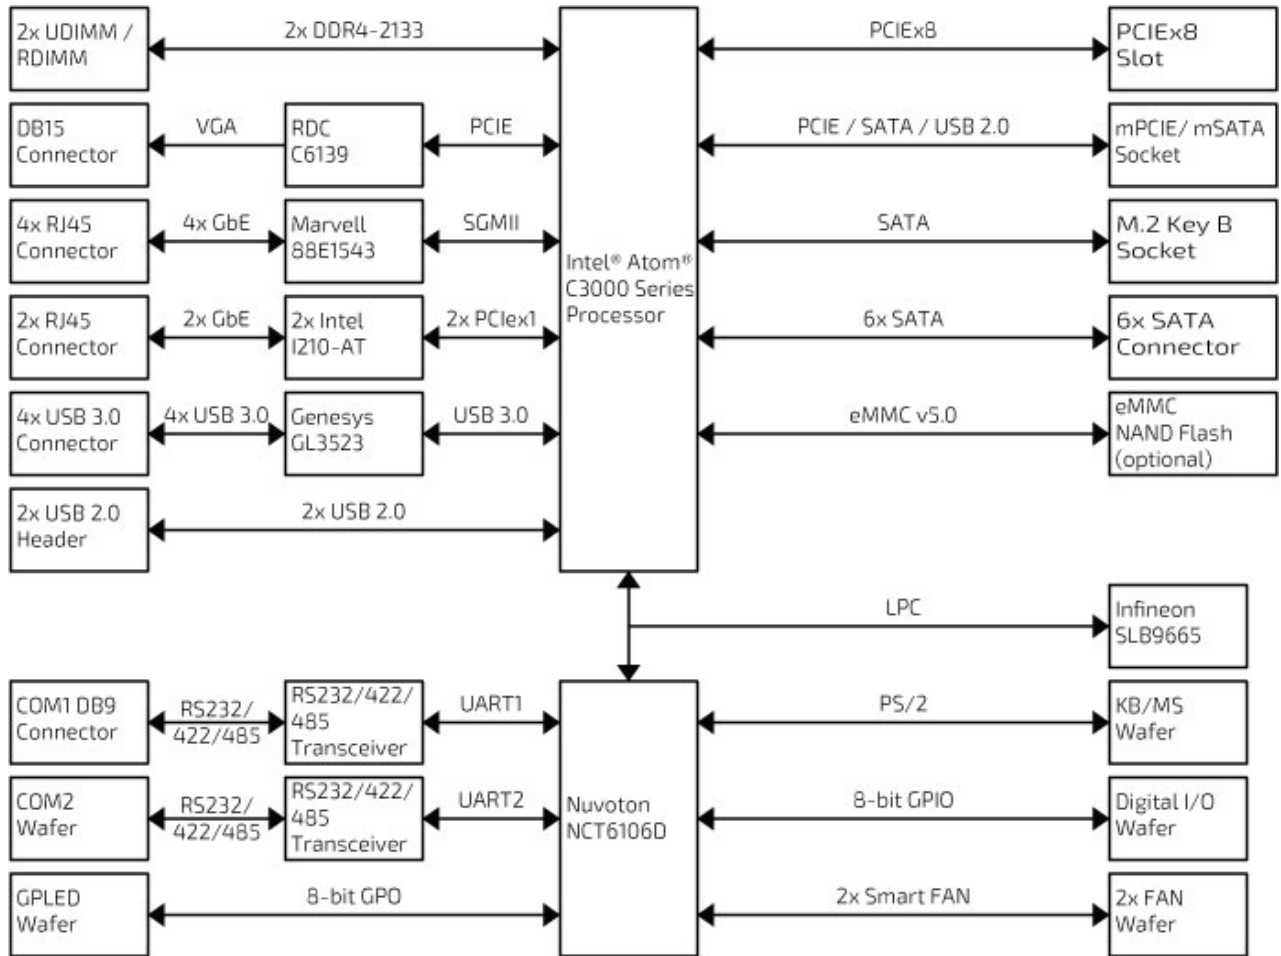 2x UDIMM /
RDIMM
2x DDR4-2133
PCIEx8
PCIEx8
Slot
DB15
Connector
VGA
RDC
C6139
PCIE
PCIE / SATA / USB 2.0
mPCIE/ mSATA
Socket
4x RJ45
Connector
4x GbE
Marvell
88E1543
SGMII
SATA
M.2 Key B
Socket
Intel® Atom®
C3000 Series
Processor
2x RJ45
Connector
2x GbE
2x Intel
I210-AT
2x PCIex1
6x SATA
6x SATA
Connector
4x USB 3.0
Connector
4x USB 3.0
Genesys
GL3523
USB 3.0
eMMC v5.0
eMMC
NAND Flash
(optional)
2x USB 2.0
Header
2x USB 2.0
LPC
Infineon
SLB9665
COM1 DB9
Connector
RS232/
422/485
RS232/422/
485
Transceiver
UART1
PS/2
KB/MS
Wafer
COM2
Wafer
RS232/
422/485
RS232/422/
485
Transceiver
UART2
Nuvoton
NCT6106D
8-bit GPIO
Digital I/O
Wafer
GPLED
Wafer
8-bit GPO
2x Smart FAN
2x FAN
Wafer